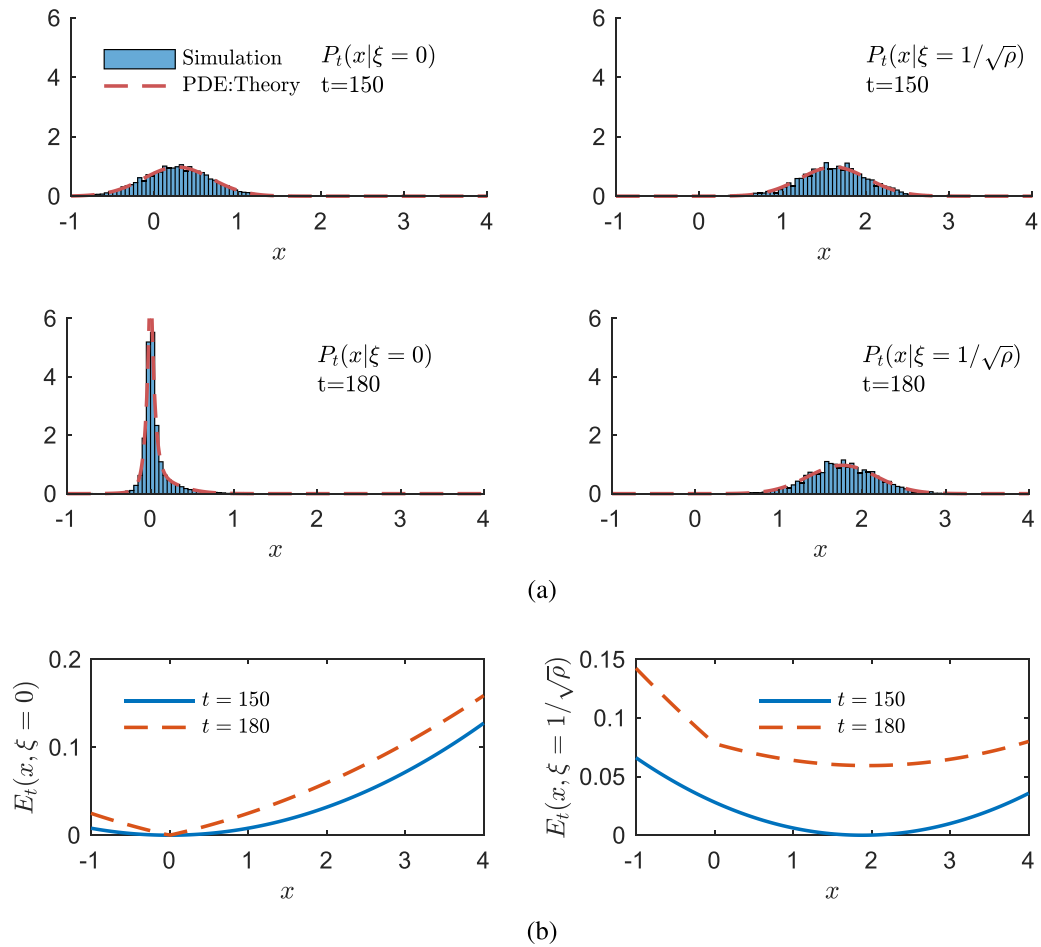 6
4
2
0
Simulation
PDE:Theory
P_t(x|ξ = 0)
t=150
-1 0 1 2 3 4
x
6
4
2
0
P_t(x|ξ = 1/√ρ)
t=150
-1 0 1 2 3 4
x
6
4
2
0
P_t(x|ξ = 0)
t=180
-1 0 1 2 3 4
x
6
4
2
0
P_t(x|ξ = 1/√ρ)
t=180
-1 0 1 2 3 4
x
(a)
E_t(x, ξ = 0)
0.2
0.1
0
t = 150
t = 180
-1 0 1 2 3 4
x
E_t(x, ξ = 1/√ρ)
0.15
0.1
0.05
0
t = 150
t = 180
-1 0 1 2 3 4
x
(b)